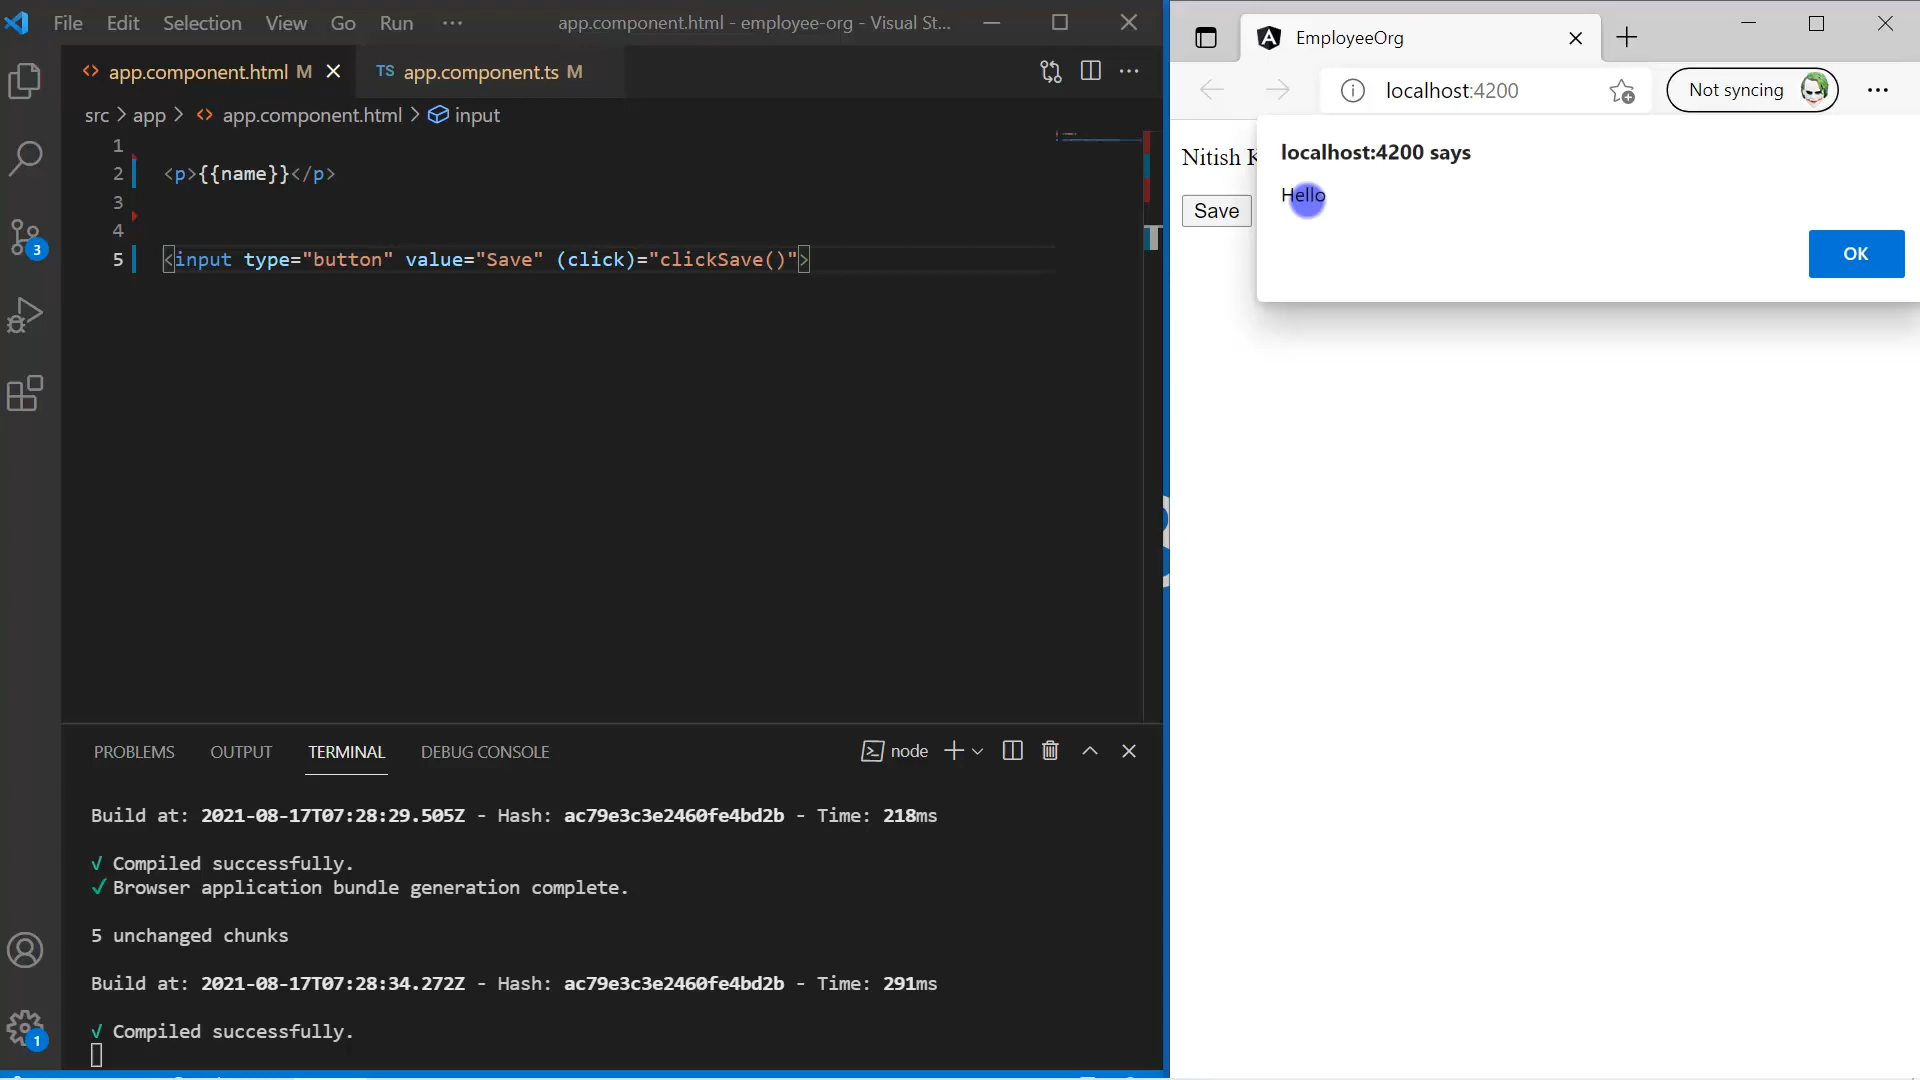 File Edit Selection View Go Run ··· app.component.html - employee-org - Visual St...
app.component.html M TS app.component.ts M
src > app > app.component.html > input
1
2 <p>{{name}}</p>
3
4
5 <input type="button" value="Save" (click)="clickSave()">
3
1
PROBLEMS OUTPUT TERMINAL DEBUG CONSOLE node
Build at: 2021-08-17T07:28:29.505Z - Hash: ac79e3c3e2460fe4bd2b - Time: 218ms
√ Compiled successfully.
✓ Browser application bundle generation complete.
5 unchanged chunks
Build at: 2021-08-17T07:28:34.272Z - Hash: ac79e3c3e2460fe4bd2b - Time: 291ms
√ Compiled successfully.
EmployeeOrg
localhost:4200 Not syncing
Nitish K
Save
localhost:4200 says
Hello
OK